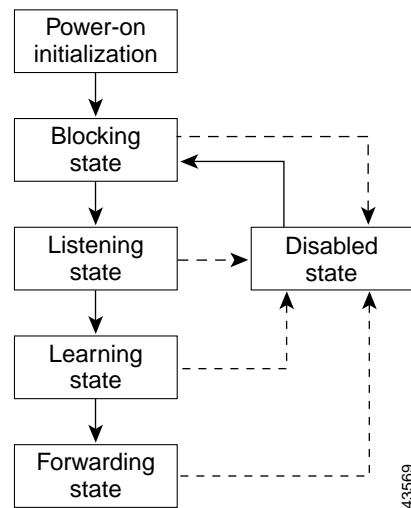 Power-on
initialization
Blocking
state
Listening
state
Disabled
state
Learning
state
Forwarding
state
43569